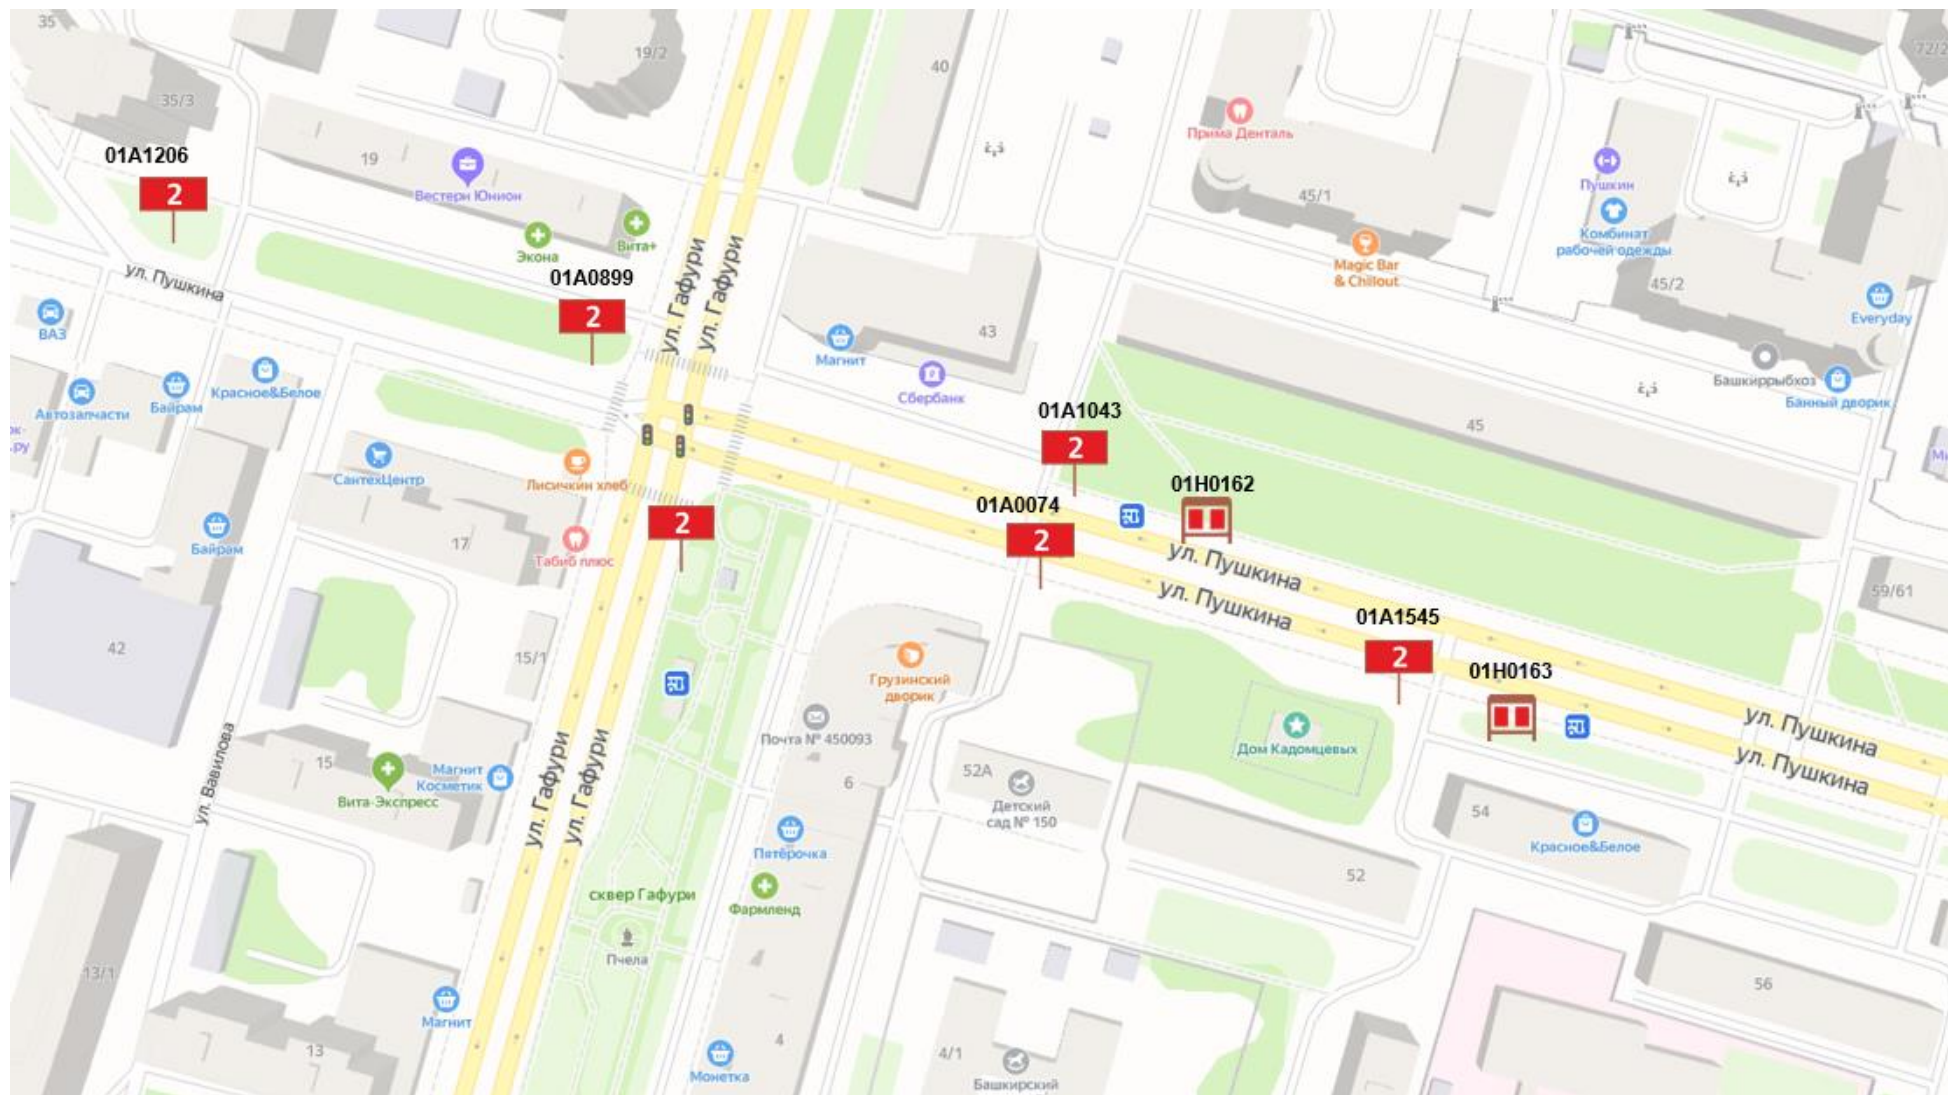 35
19/2
40
72/2
35/3
Прима Денталь
01А1206
2
19
Вестерн Юнион
45/1
Пушкин
Комбинат
рабочей одежды
Экона
Вита+
ул. Гафури
ул. Гафури
Magic Bar
& Chillout
45/2
Everyday
ул. Пушкина
01А0899
2
ВАЗ
43
Магнит
Сбербанк
Башкиррыбхоз
Банный дворик
Красное&Белое
Автозапчасти
Байрам
01А1043
2
45
СантехЦентр
Лисичкин хлеб
01Н0162
01А0074
2
2
Байрам
17
Табиб плюс
ул. Пушкина
ул. Пушкина
59/61
01А1545
2
42
15/1
Грузинский
дворик
01Н0163
ул. Пушкина
ул. Пушкина
Почта № 450093
Дом Кадомцевых
ул. Вавилова
15
Вита-Экспресс
Магнит
Косметик
ул. Гафури
ул. Гафури
6
52А
Детский
сад № 150
54
Красное&Белое
Пятёрочка
52
сквер Гафури
Фармленд
Пчела
13/1
56
Магнит
13
4
4/1
Монетка
Башкирский